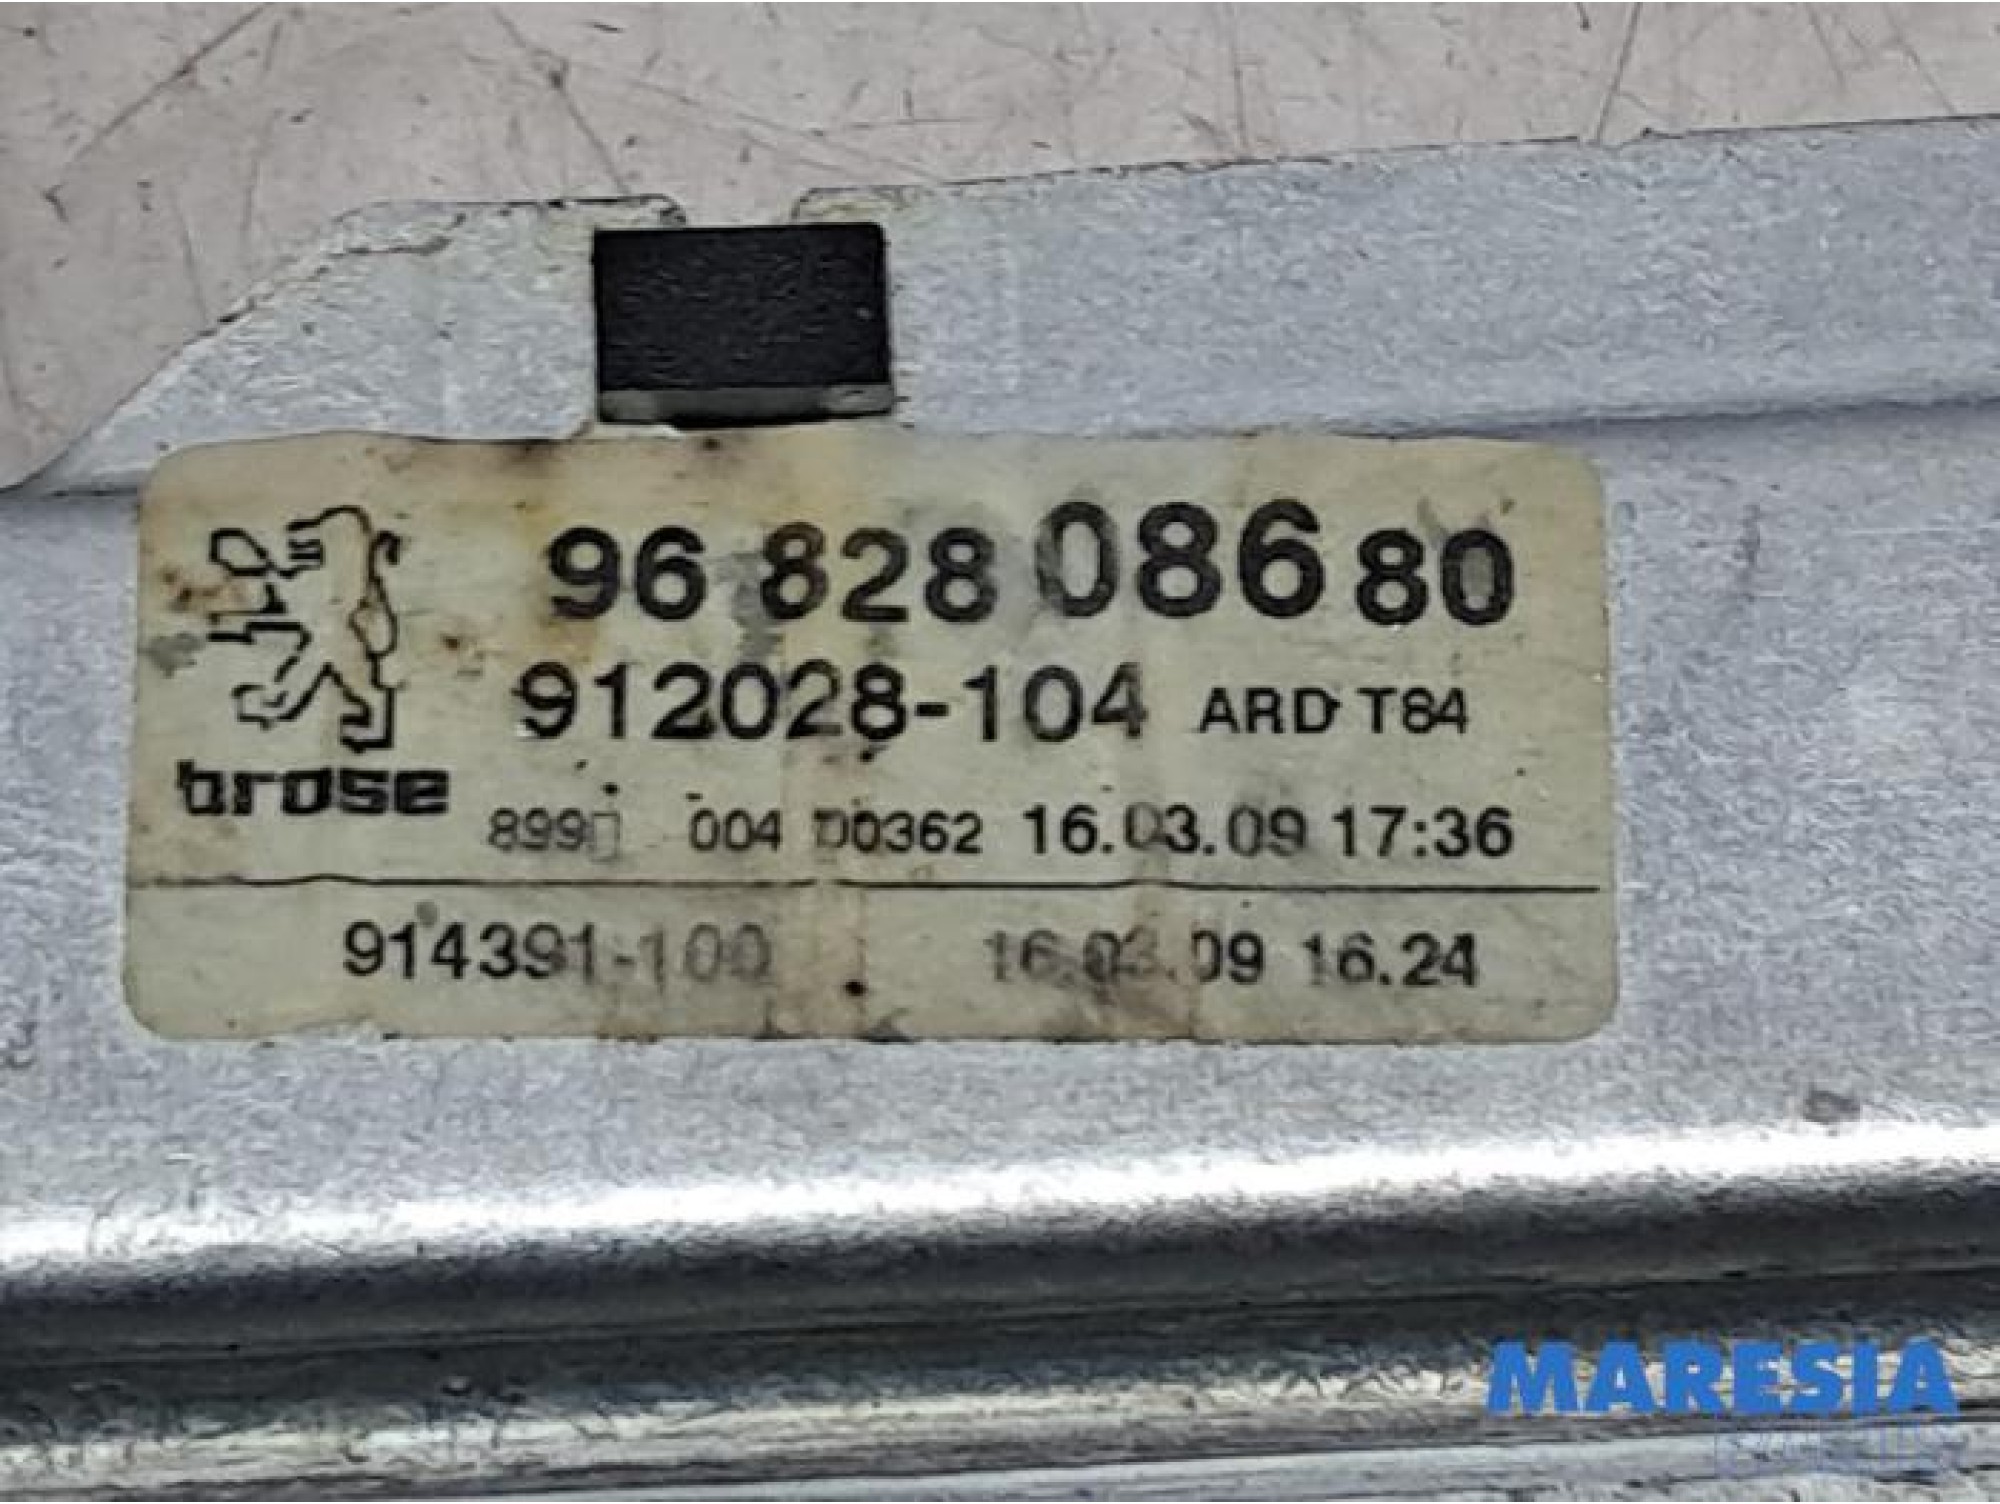 96 828 086 80
912028-104 ARD T84
brose
899 004 00362 16.03.09 17:36
914391-100 16.03.09 16.24
MARESIA